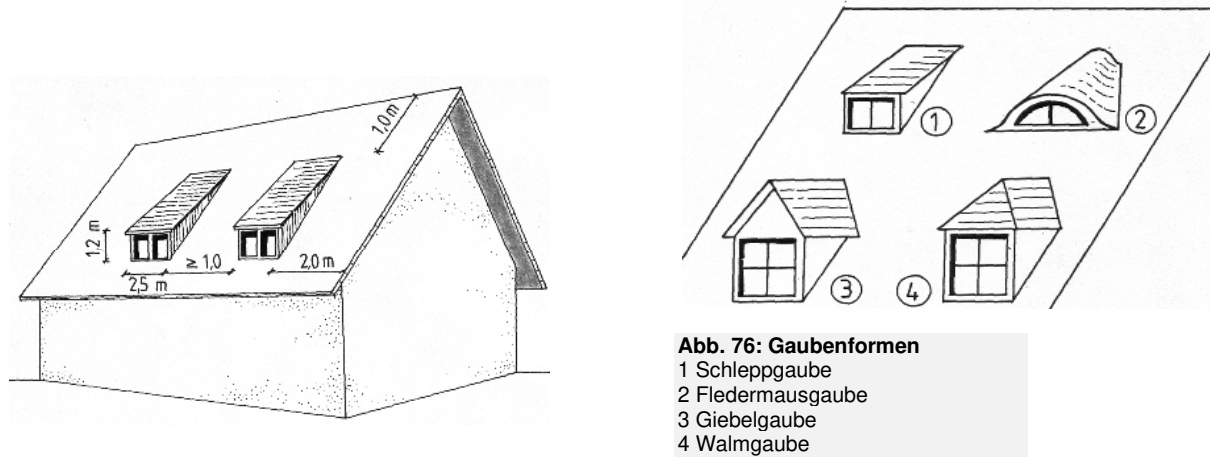 1,0 m
1,2 m
2,5 m
≥ 1,0
2,0 m
1
2
3
4
Abb. 76: Gaubenformen
1 Schleppgaube
2 Fledermausgaube
3 Giebelgaube
4 Walmgaube